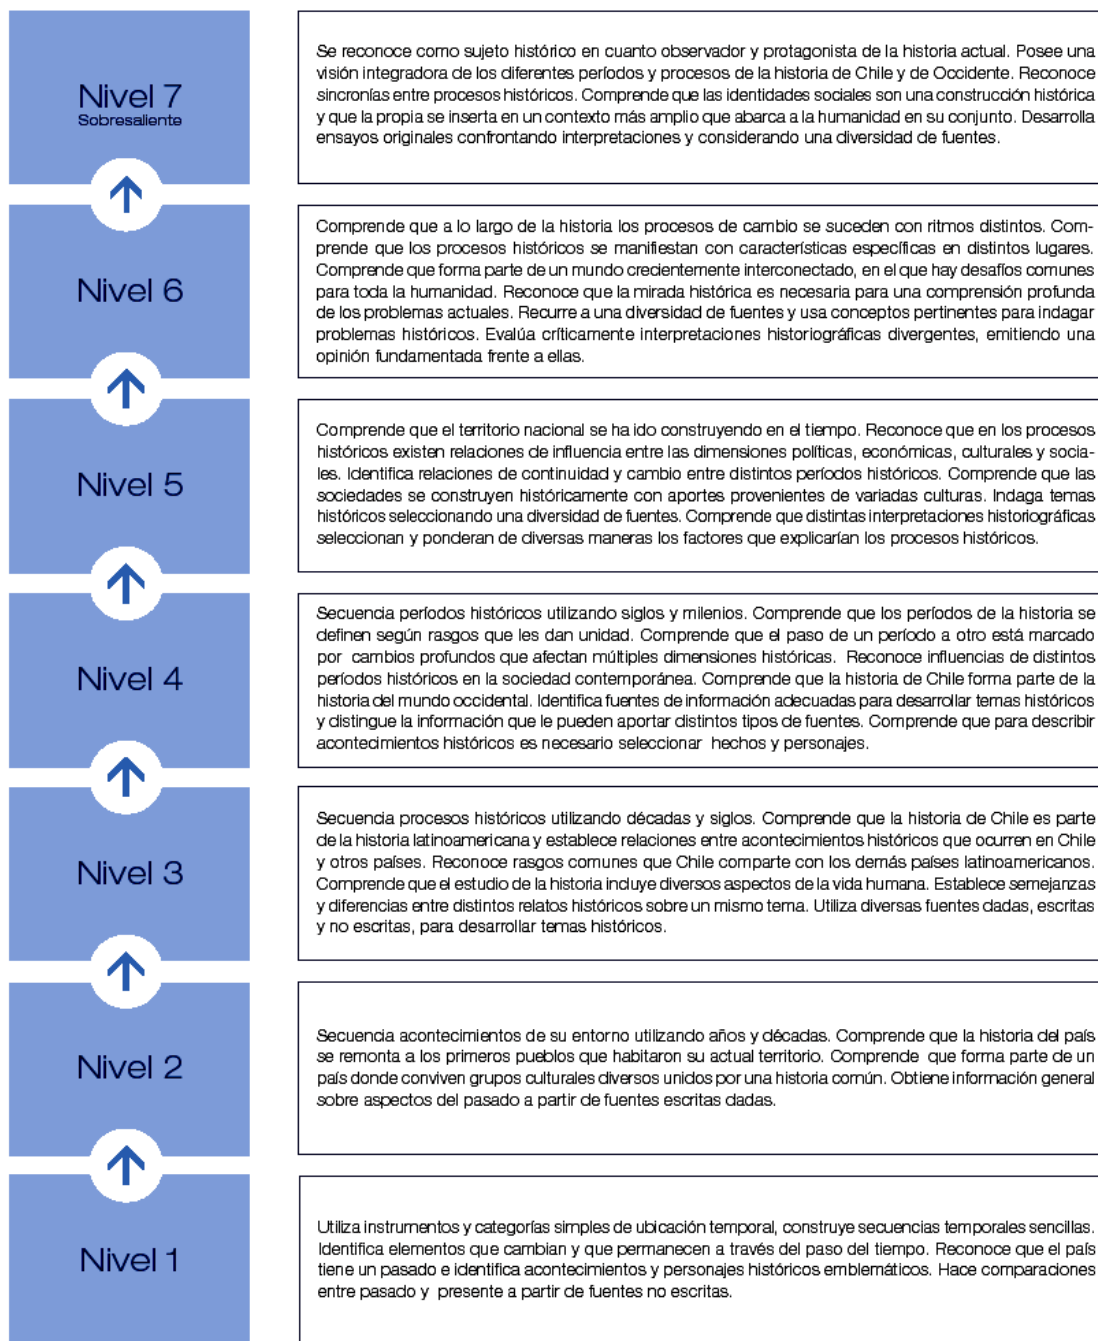 Nivel 7
Sobresaliente
Se reconoce como sujeto histórico en cuanto observador y protagonista de la historia actual. Posee una
visión integradora de los diferentes períodos y procesos de la historia de Chile y de Occidente. Reconoce
sincronías entre procesos históricos. Comprende que las identidades sociales son una construcción histórica
y que la propia se inserta en un contexto más amplio que abarca a la humanidad en su conjunto. Desarrolla
ensayos originales confrontando interpretaciones y considerando una diversidad de fuentes.
Nivel 6
Comprende que a lo largo de la historia los procesos de cambio se suceden con ritmos distintos. Com-
prende que los procesos históricos se manifiestan con características específicas en distintos lugares.
Comprende que forma parte de un mundo crecientemente interconectado, en el que hay desafíos comunes
para toda la humanidad. Reconoce que la mirada histórica es necesaria para una comprensión profunda
de los problemas actuales. Recurre a una diversidad de fuentes y usa conceptos pertinentes para indagar
problemas históricos. Evalúa críticamente interpretaciones historiográficas divergentes, emitiendo una
opinión fundamentada frente a ellas.
Nivel 5
Comprende que el territorio nacional se ha ido construyendo en el tiempo. Reconoce que en los procesos
históricos existen relaciones de influencia entre las dimensiones políticas, económicas, culturales y socia-
les. Identifica relaciones de continuidad y cambio entre distintos períodos históricos. Comprende que las
sociedades se construyen históricamente con aportes provenientes de variadas culturas. Indaga temas
históricos seleccionando una diversidad de fuentes. Comprende que distintas interpretaciones historiográficas
seleccionan y ponderan de diversas maneras los factores que explicarían los procesos históricos.
Nivel 4
Secuencia períodos históricos utilizando siglos y milenios. Comprende que los períodos de la historia se
definen según rasgos que les dan unidad. Comprende que el paso de un período a otro está marcado
por cambios profundos que afectan múltiples dimensiones históricas. Reconoce influencias de distintos
períodos históricos en la sociedad contemporánea. Comprende que la historia de Chile forma parte de la
historia del mundo occidental. Identifica fuentes de información adecuadas para desarrollar temas históricos
y distingue la información que le pueden aportar distintos tipos de fuentes. Comprende que para describir
acontecimientos históricos es necesario seleccionar hechos y personajes.
Nivel 3
Secuencia procesos históricos utilizando décadas y siglos. Comprende que la historia de Chile es parte
de la historia latinoamericana y establece relaciones entre acontecimientos históricos que ocurren en Chile
y otros países. Reconoce rasgos comunes que Chile comparte con los demás países latinoamericanos.
Comprende que el estudio de la historia incluye diversos aspectos de la vida humana. Establece semejanzas
y diferencias entre distintos relatos históricos sobre un mismo tema. Utiliza diversas fuentes dadas, escritas
y no escritas, para desarrollar temas históricos.
Nivel 2
Secuencia acontecimientos de su entorno utilizando años y décadas. Comprende que la historia del país
se remonta a los primeros pueblos que habitaron su actual territorio. Comprende que forma parte de un
país donde conviven grupos culturales diversos unidos por una historia común. Obtiene información general
sobre aspectos del pasado a partir de fuentes escritas dadas.
Nivel 1
Utiliza instrumentos y categorías simples de ubicación temporal, construye secuencias temporales sencillas.
Identifica elementos que cambian y que permanecen a través del paso del tiempo. Reconoce que el país
tiene un pasado e identifica acontecimientos y personajes históricos emblemáticos. Hace comparaciones
entre pasado y presente a partir de fuentes no escritas.